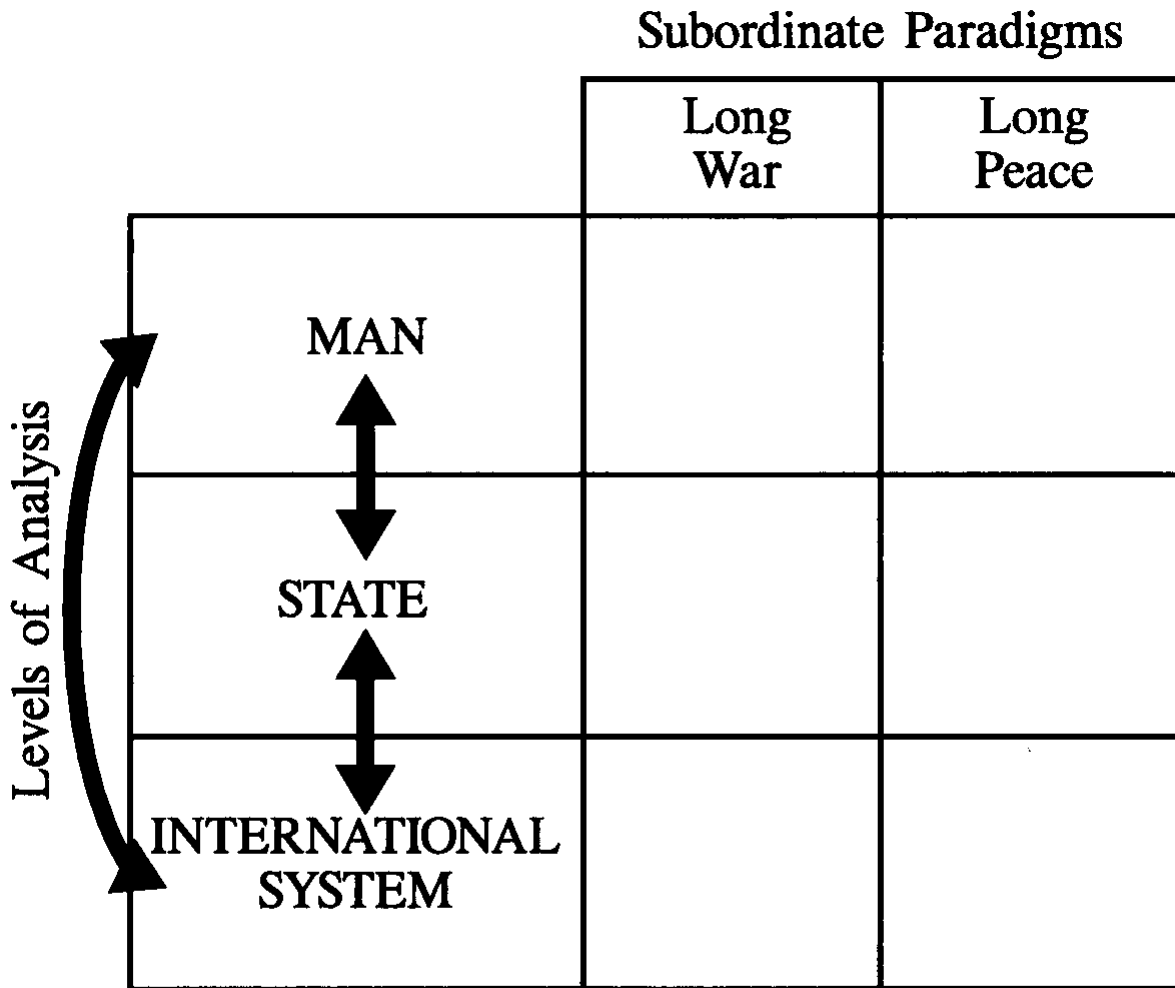 Subordinate Paradigms
Long
War
Long
Peace
Levels of Analysis
MAN
STATE
INTERNATIONAL
SYSTEM